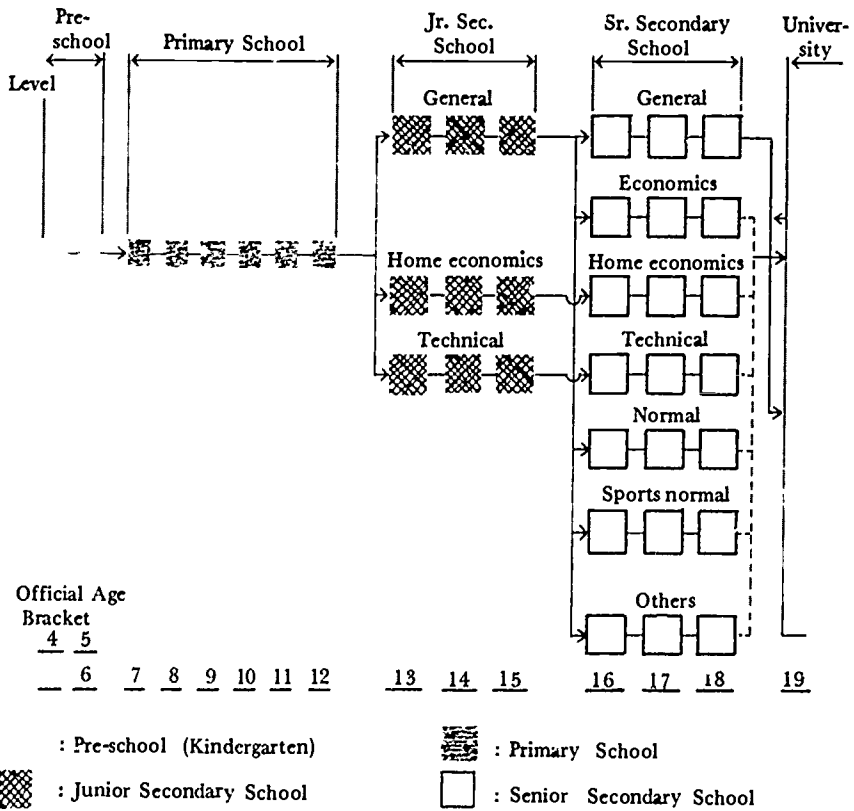 Pre-
school
Primary School
Jr. Sec.
School
Sr. Secondary
School
Univer-
sity
Level
General
General
Economics
Home economics
Home economics
Technical
Technical
Normal
Sports normal
Others
Official Age
Bracket
4 5
6 7 8 9 10 11 12 13 14 15 16 17 18 19
: Pre-school (Kindergarten)
: Primary School
: Junior Secondary School
: Senior Secondary School